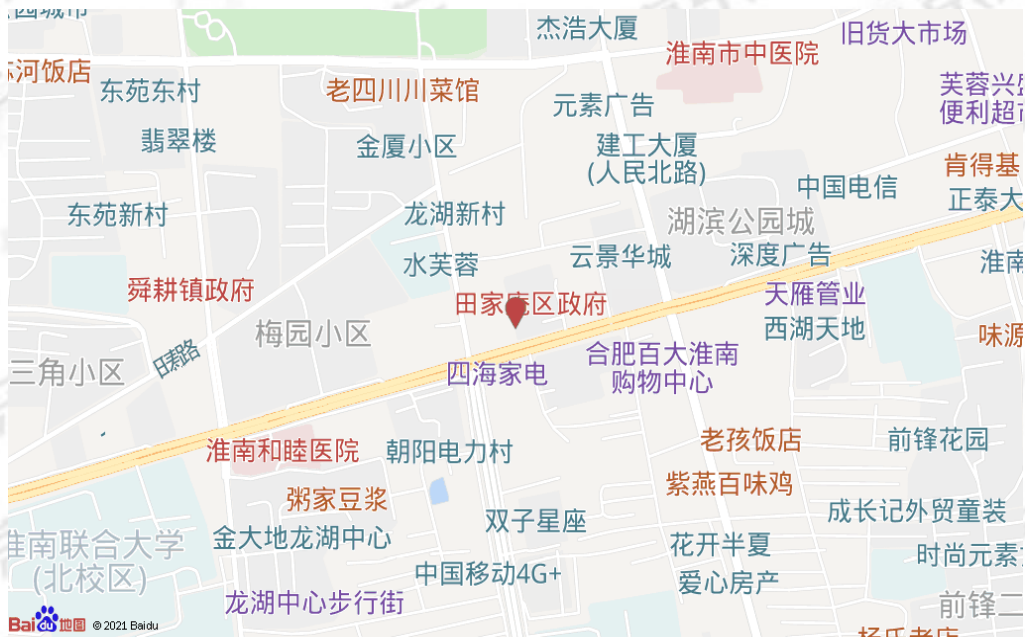 杰浩大厦
旧货大市场
淮南市中医院
河饭店
东苑东村
老四川川菜馆
元素广告
芙蓉兴盛
便利超市
翡翠楼
金厦小区
建工大厦
(人民北路)
肯得基
中国电信
正泰大
东苑新村
龙湖新村
湖滨公园城
水芙蓉
云景华城
深度广告
淮南
舜耕镇政府
田家庵区政府
天雁管业
梅园小区
西湖天地
味源
三角小区
四海家电
合肥百大淮南
购物中心
淮南和睦医院
朝阳电力村
老孩饭店
前锋花园
粥家豆浆
紫燕百味鸡
双子星座
成长记外贸童装
淮南联合大学
(北校区)
金大地龙湖中心
花开半夏
时尚元素
中国移动4G+
爱心房产
龙湖中心步行街
前锋二
Bai du 地图 © 2021 Baidu